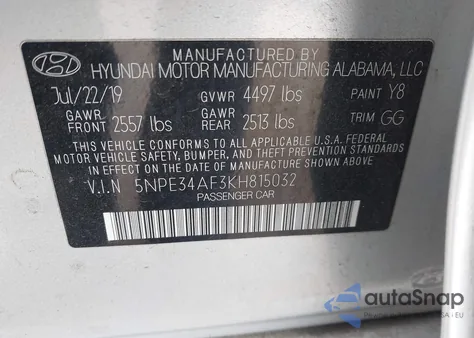 MANUFACTURED BY
HYUNDAI MOTOR MANUFACTURING ALABAMA, LLC
Jul/22/19 GVWR 4497 lbs PAINT Y8
GAWR FRONT 2557 lbs GAWR REAR 2513 lbs TRIM GG
THIS VEHICLE CONFORMS TO ALL APPLICABLE U.S.A. FEDERAL
MOTOR VEHICLE SAFETY, BUMPER, AND THEFT PREVENTION STANDARDS
IN EFFECT ON THE DATE OF MANUFACTURE SHOWN ABOVE.
V.I.N 5NPE34AF3KH815032
PASSENGER CAR
autoSnap